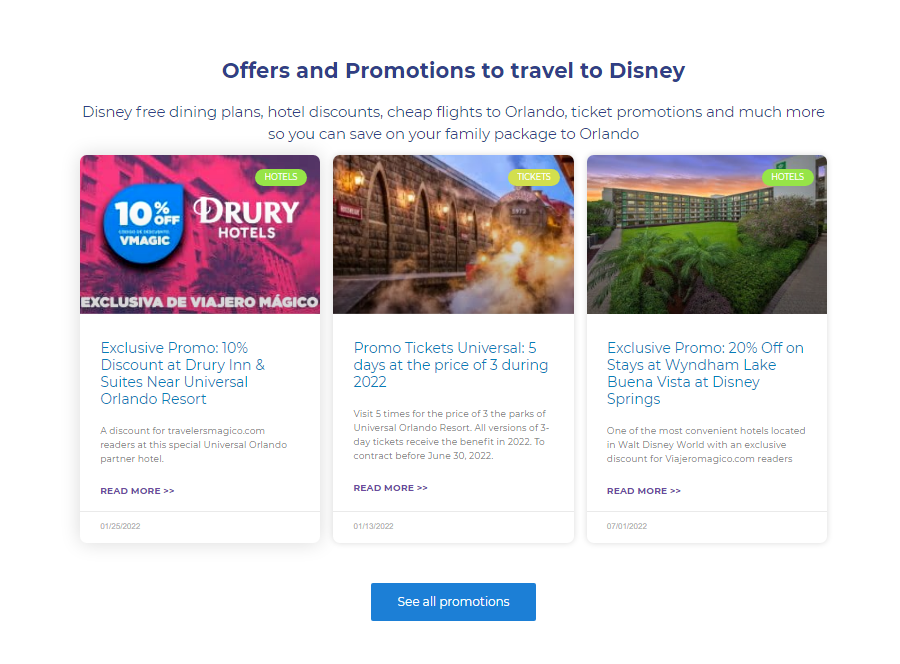 Offers and Promotions to travel to Disney
Disney free dining plans, hotel discounts, cheap flights to Orlando, ticket promotions and much more
so you can save on your family package to Orlando
HOTELS
10% OFF
CÓDIGO DE DESCUENTO
VMAGIC
DRURY
HOTELS
EXCLUSIVA DE VIAJERO MÁGICO
Exclusive Promo: 10%
Discount at Drury Inn &
Suites Near Universal
Orlando Resort
A discount for travelersmagico.com
readers at this special Universal Orlando
partner hotel.
READ MORE >>
01/25/2022
TICKETS
5972
Promo Tickets Universal: 5
days at the price of 3 during
2022
Visit 5 times for the price of 3 the parks of
Universal Orlando Resort. All versions of 3-
day tickets receive the benefit in 2022. To
contract before June 30, 2022.
READ MORE >>
01/13/2022
HOTELS
Exclusive Promo: 20% Off on
Stays at Wyndham Lake
Buena Vista at Disney
Springs
One of the most convenient hotels located
in Walt Disney World with an exclusive
discount for Viajeromagico.com readers
READ MORE >>
07/01/2022
See all promotions